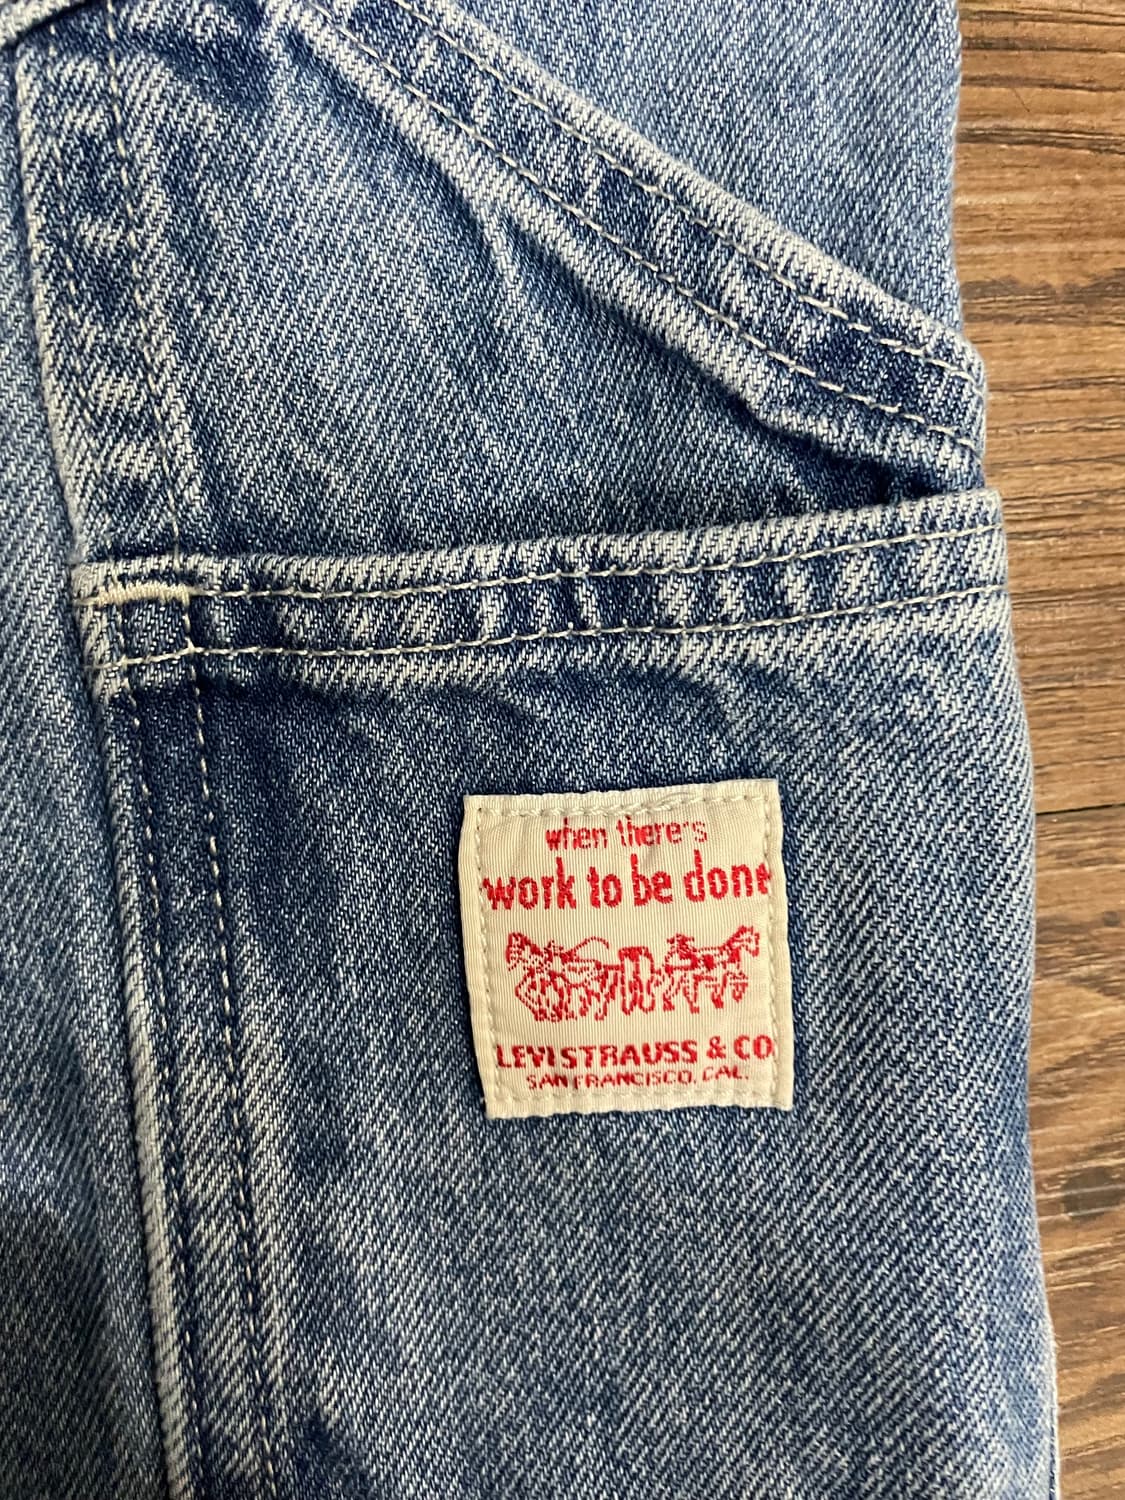 when there's
work to be done
LEVI STRAUSS & CO
SAN FRANCISCO. CAL.